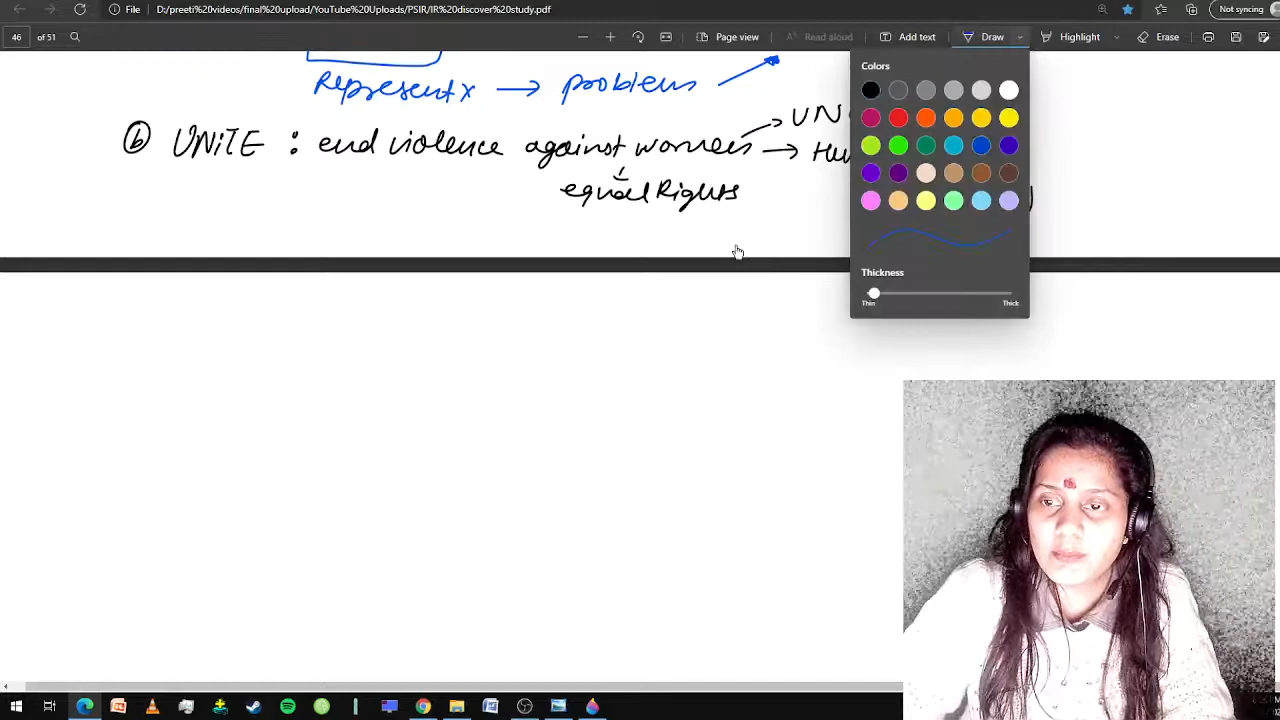 File D:/preeti%20videos/final%20upload/YouTube%20Uploads/PSIR/IR%20discover%20study.pdf
Not syncing
46 of 51
Page view
Read aloud
Add text
Draw
Highlight
Erase
Represent x → problems
ⓑ UNiTE : end violence against women
UN
equal Rights
Colors
Thickness
Thin
Thick